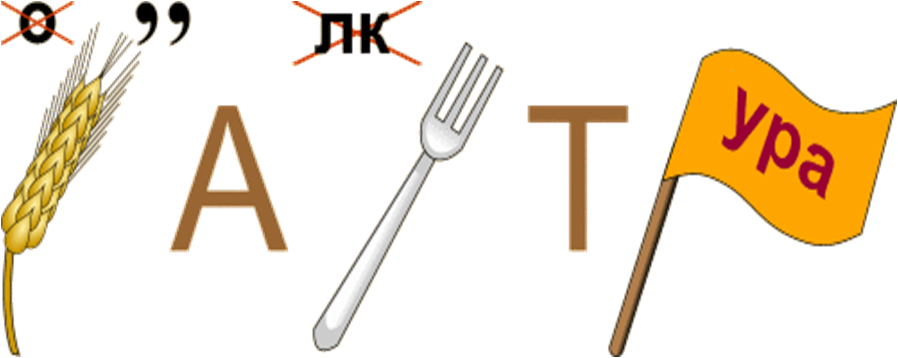 о ,, лк
А Т ура